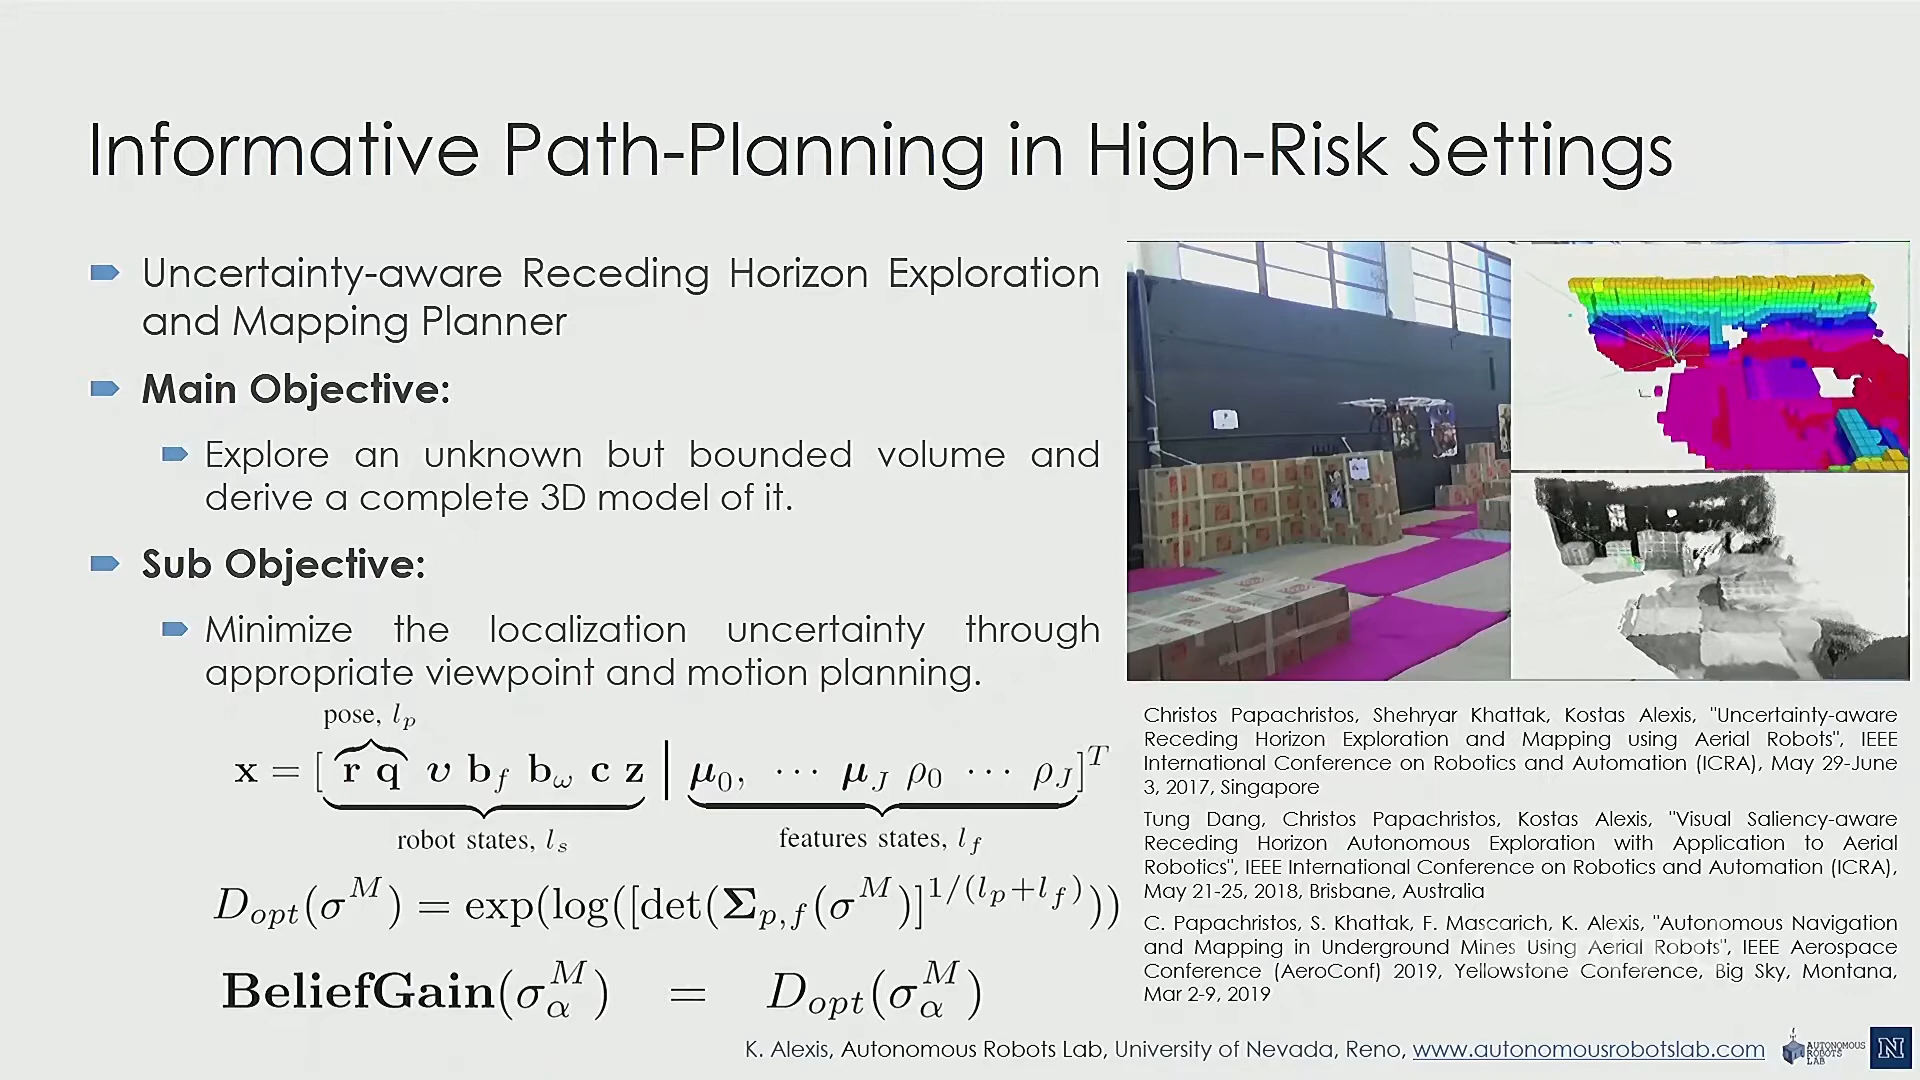 Informative Path-Planning in High-Risk Settings
Uncertainty-aware Receding Horizon Exploration
and Mapping Planner
Main Objective:
Explore an unknown but bounded volume and
derive a complete 3D model of it.
Sub Objective:
Minimize the localization uncertainty through
appropriate viewpoint and motion planning.
pose, l_p
x = [ r q υ b_f b_ω c z | μ_0, ⋯ μ_J ρ_0 ⋯ ρ_J]^T
robot states, l_s features states, l_f
D_opt(σ^M) = exp(log([det(Σ_p,f(σ^M)]^1/(l_p+l_f)))
BeliefGain(σ_α^M) = D_opt(σ_α^M)
Christos Papachristos, Shehryar Khattak, Kostas Alexis, "Uncertainty-aware
Receding Horizon Exploration and Mapping using Aerial Robots", IEEE
International Conference on Robotics and Automation (ICRA), May 29-June
3, 2017, Singapore
Tung Dang, Christos Papachristos, Kostas Alexis, "Visual Saliency-aware
Receding Horizon Autonomous Exploration with Application to Aerial
Robotics", IEEE International Conference on Robotics and Automation (ICRA),
May 21-25, 2018, Brisbane, Australia
C. Papachristos, S. Khattak, F. Mascarich, K. Alexis, "Autonomous Navigation
and Mapping in Underground Mines Using Aerial Robots", IEEE Aerospace
Conference (AeroConf) 2019, Yellowstone Conference, Big Sky, Montana,
Mar 2-9, 2019
K. Alexis, Autonomous Robots Lab, University of Nevada, Reno, www.autonomousrobotslab.com
AUTONOMOUS
ROBOTS
LAB
N